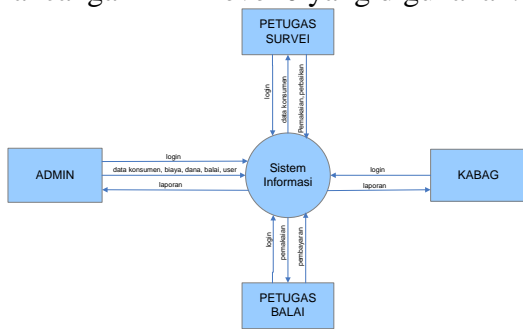 PETUGAS
SURVEI
login
data konsumen
Pemakaian, perbaikan
login
ADMIN
data konsumen, biaya, dana, balai, user
laporan
Sistem
Informasi
login
KABAG
laporan
login
pemakaian
pembayaran
PETUGAS
BALAI